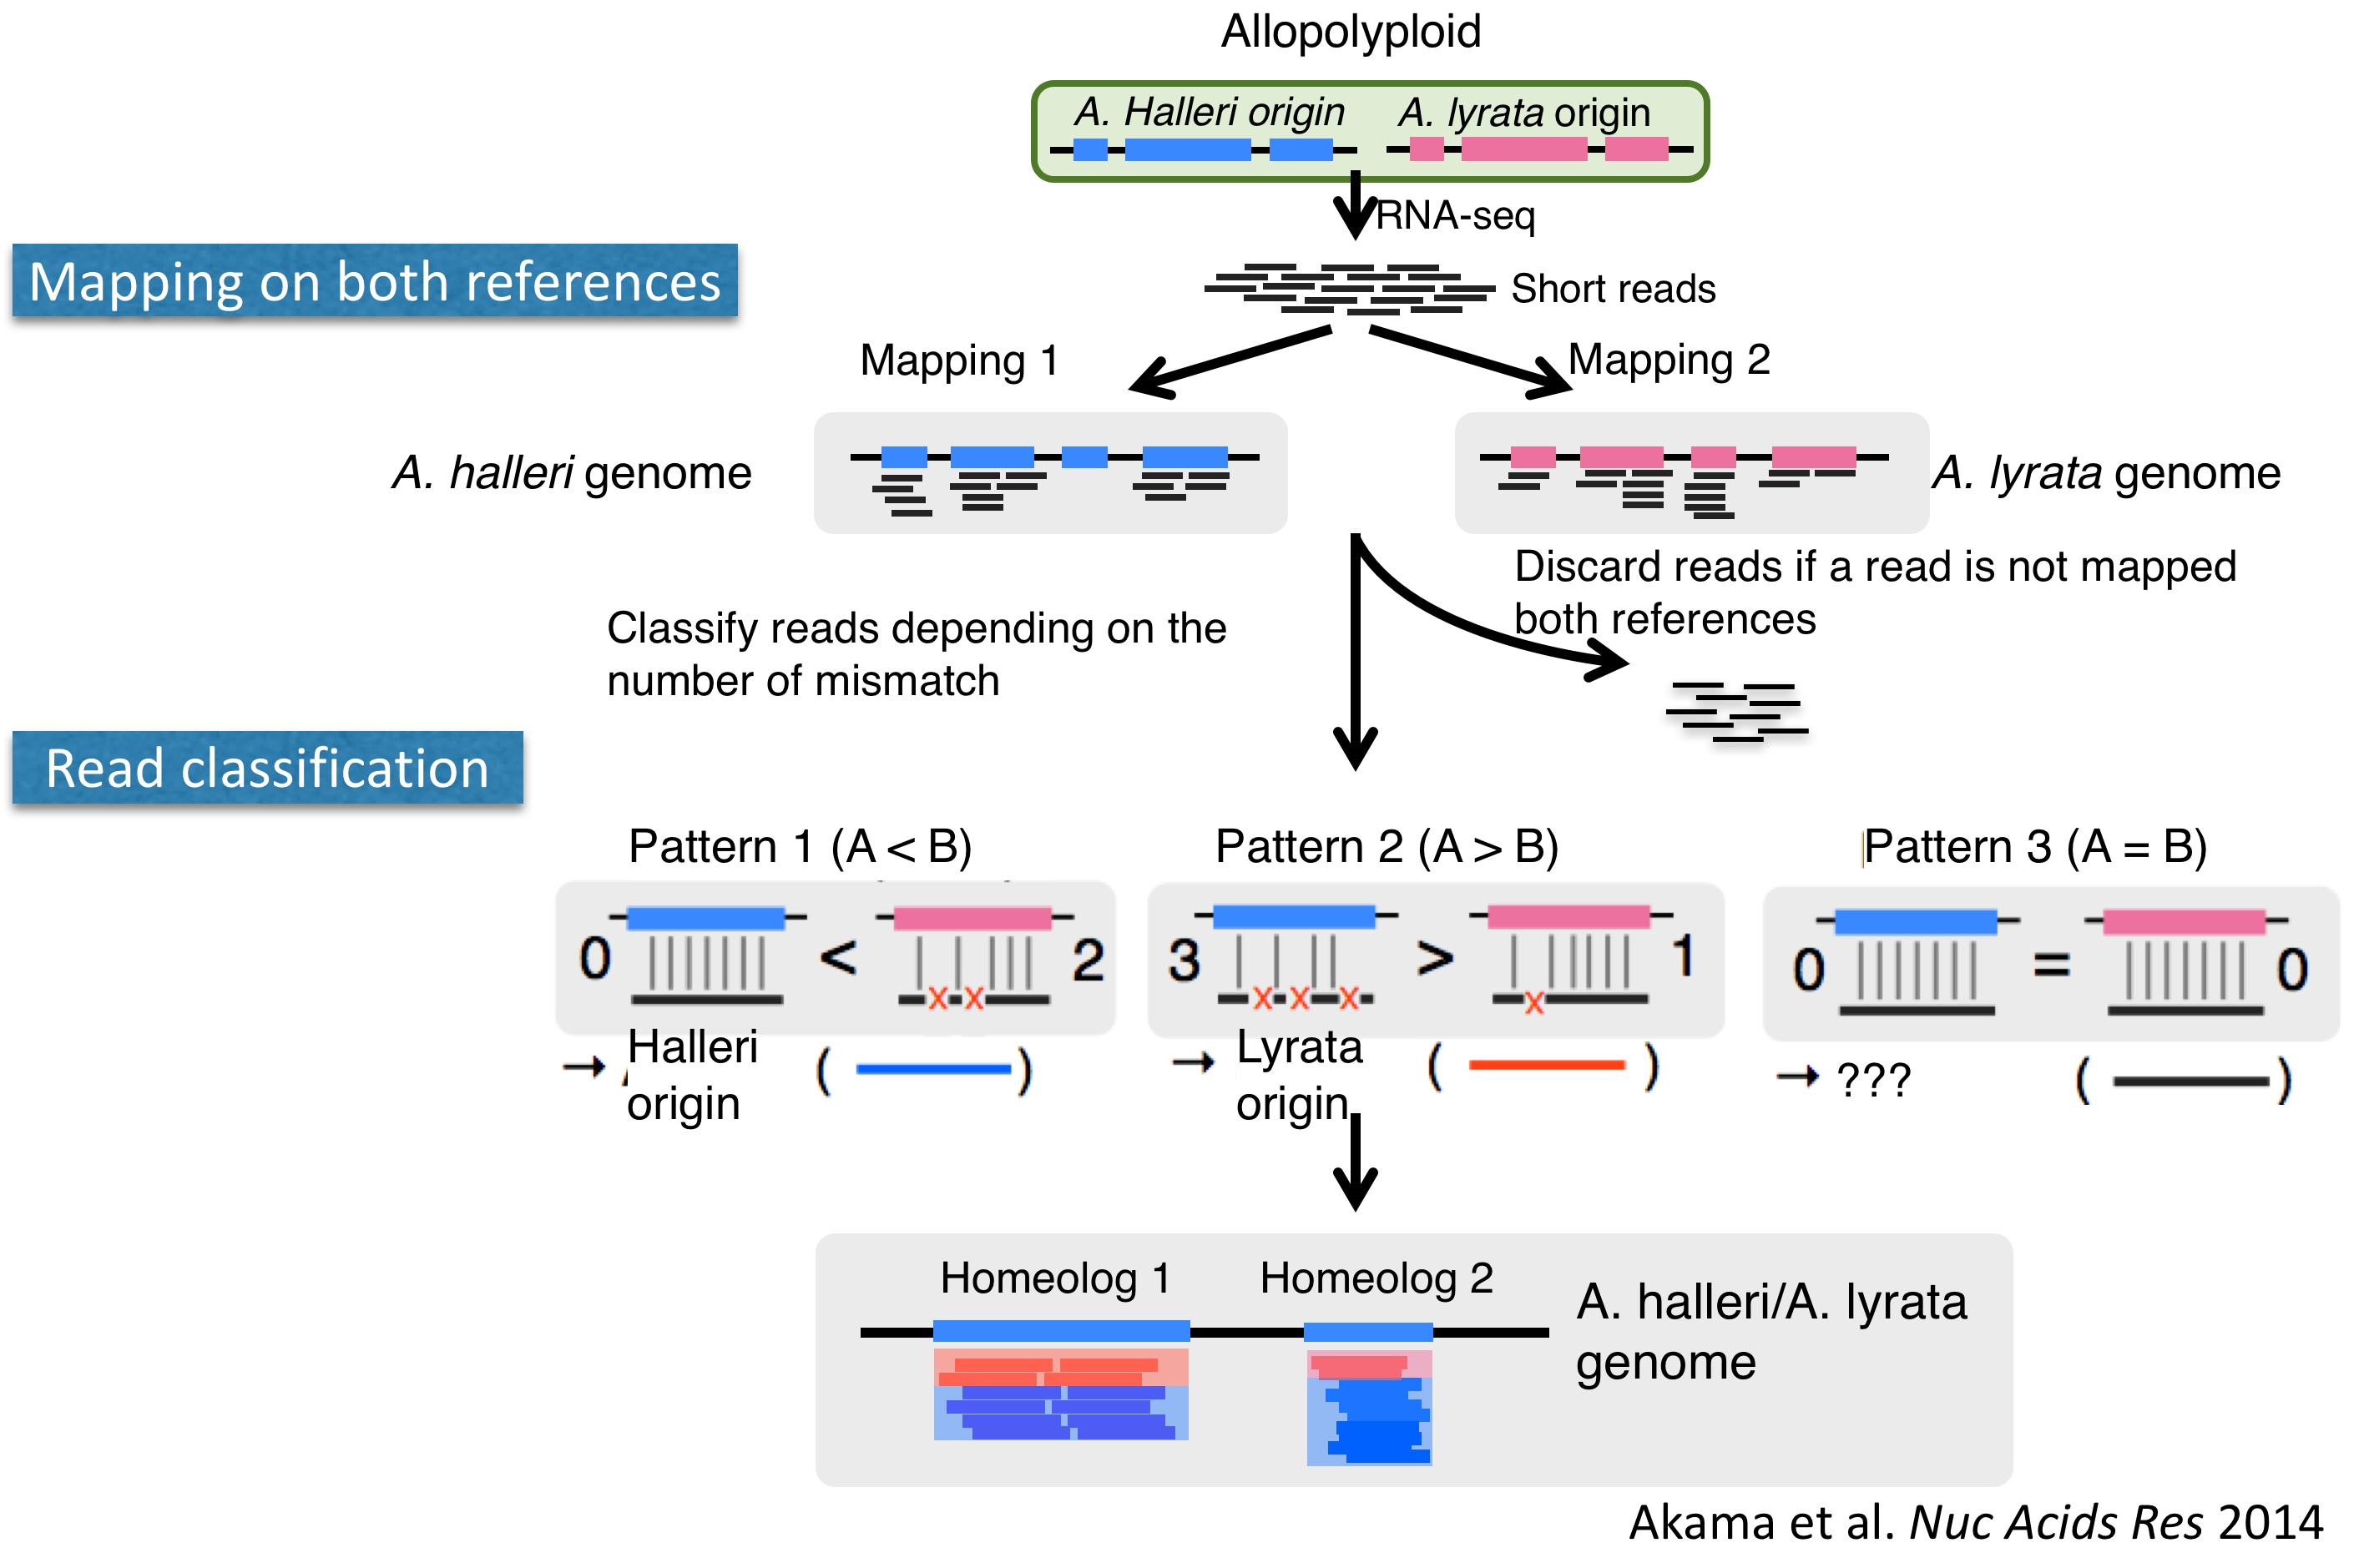 Allopolyploid
A. Halleri origin
A. lyrata origin
RNA-seq
Mapping on both references
Short reads
Mapping 1
Mapping 2
A. halleri genome
A. lyrata genome
Discard reads if a read is not mapped
both references
Classify reads depending on the
number of mismatch
Read classification
Pattern 1 (A < B)
Pattern 2 (A > B)
Pattern 3 (A = B)
0 < 2
x x
3 > 1
x x x
x
0 = 0
→ Halleri
origin
( )
→ Lyrata
origin
( )
→ ???
( )
Homeolog 1
Homeolog 2
A. halleri/A. lyrata
genome
Akama et al. Nuc Acids Res 2014